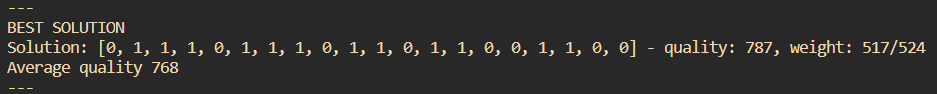 ---
BEST SOLUTION
Solution: [0, 1, 1, 1, 0, 1, 1, 1, 0, 1, 1, 0, 1, 1, 0, 0, 1, 1, 0, 0] - quality: 787, weight: 517/524
Average quality 768
---